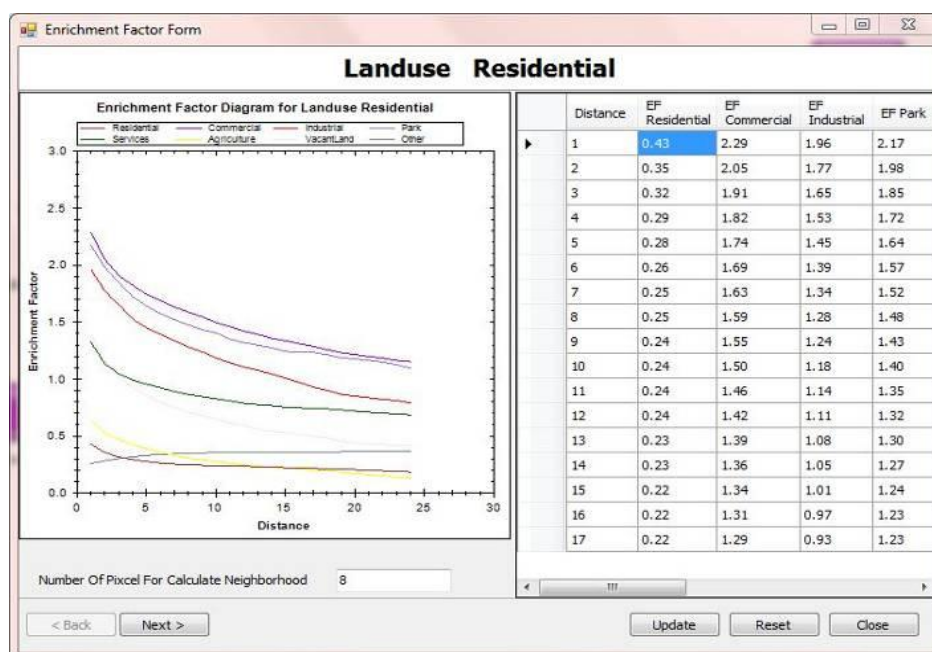 Enrichment Factor Form
Landuse Residential
Enrichment Factor Diagram for Landuse Residential
Residential Commercial Industrial Park
Services Agriculture VacantLand Other
3.0
2.5
2.0
1.5
1.0
0.5
0.0
Enrichment Factor
0 5 10 15 20 25 30
Distance
Number Of Pixcel For Calculate Neighborhood 8
Distance EF Residential EF Commercial EF Industrial EF Park
1 0.43 2.29 1.96 2.17
2 0.35 2.05 1.77 1.98
3 0.32 1.91 1.65 1.85
4 0.29 1.82 1.53 1.72
5 0.28 1.74 1.45 1.64
6 0.26 1.69 1.39 1.57
7 0.25 1.63 1.34 1.52
8 0.25 1.59 1.28 1.48
9 0.24 1.55 1.24 1.43
10 0.24 1.50 1.18 1.40
11 0.24 1.46 1.14 1.35
12 0.24 1.42 1.11 1.32
13 0.23 1.39 1.08 1.30
14 0.23 1.36 1.05 1.27
15 0.22 1.34 1.01 1.24
16 0.22 1.31 0.97 1.23
17 0.22 1.29 0.93 1.23
< Back Next > Update Reset Close